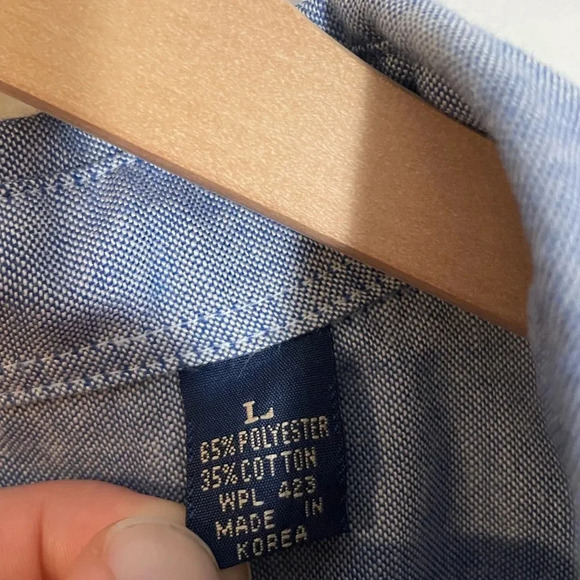 L
65% POLYESTER
35% COTTON
WPL 423
MADE IN
KOREA